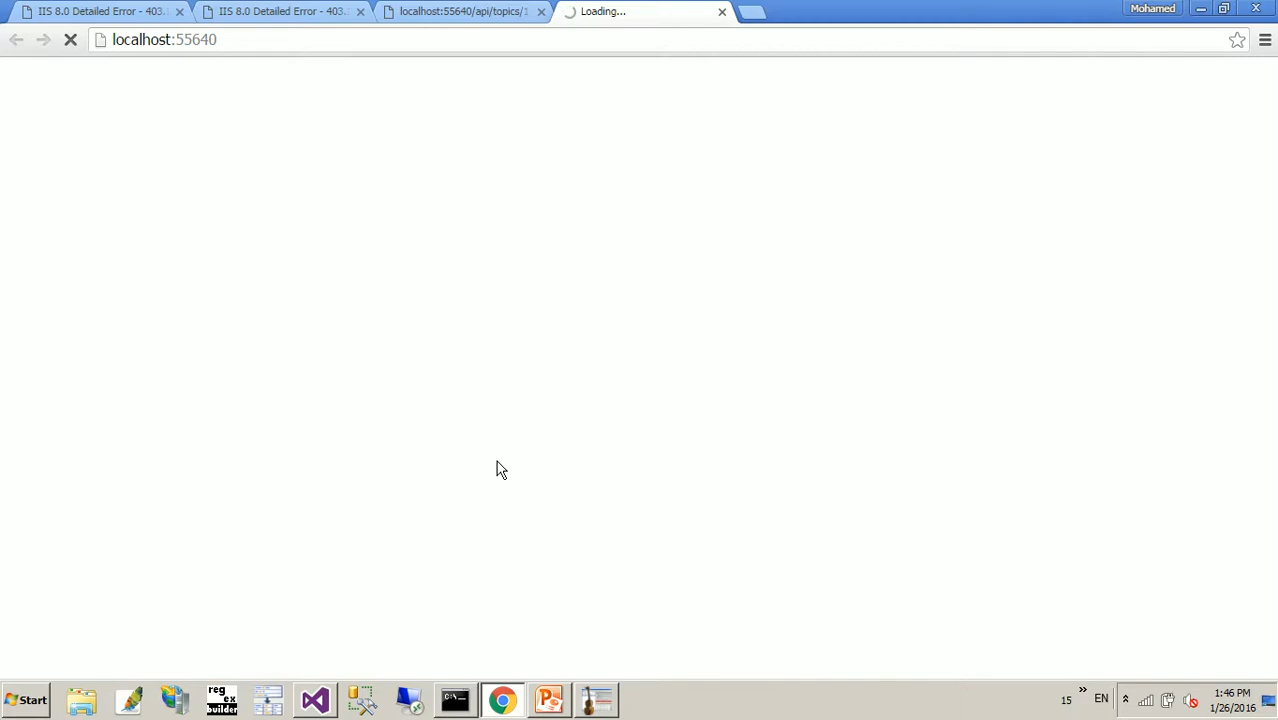 IIS 8.0 Detailed Error - 403.
IIS 8.0 Detailed Error - 403.
localhost:55640/api/topics/1
Loading...
Mohamed
localhost:55640
Start
reg
ex
builder
15
EN
1:46 PM
1/26/2016